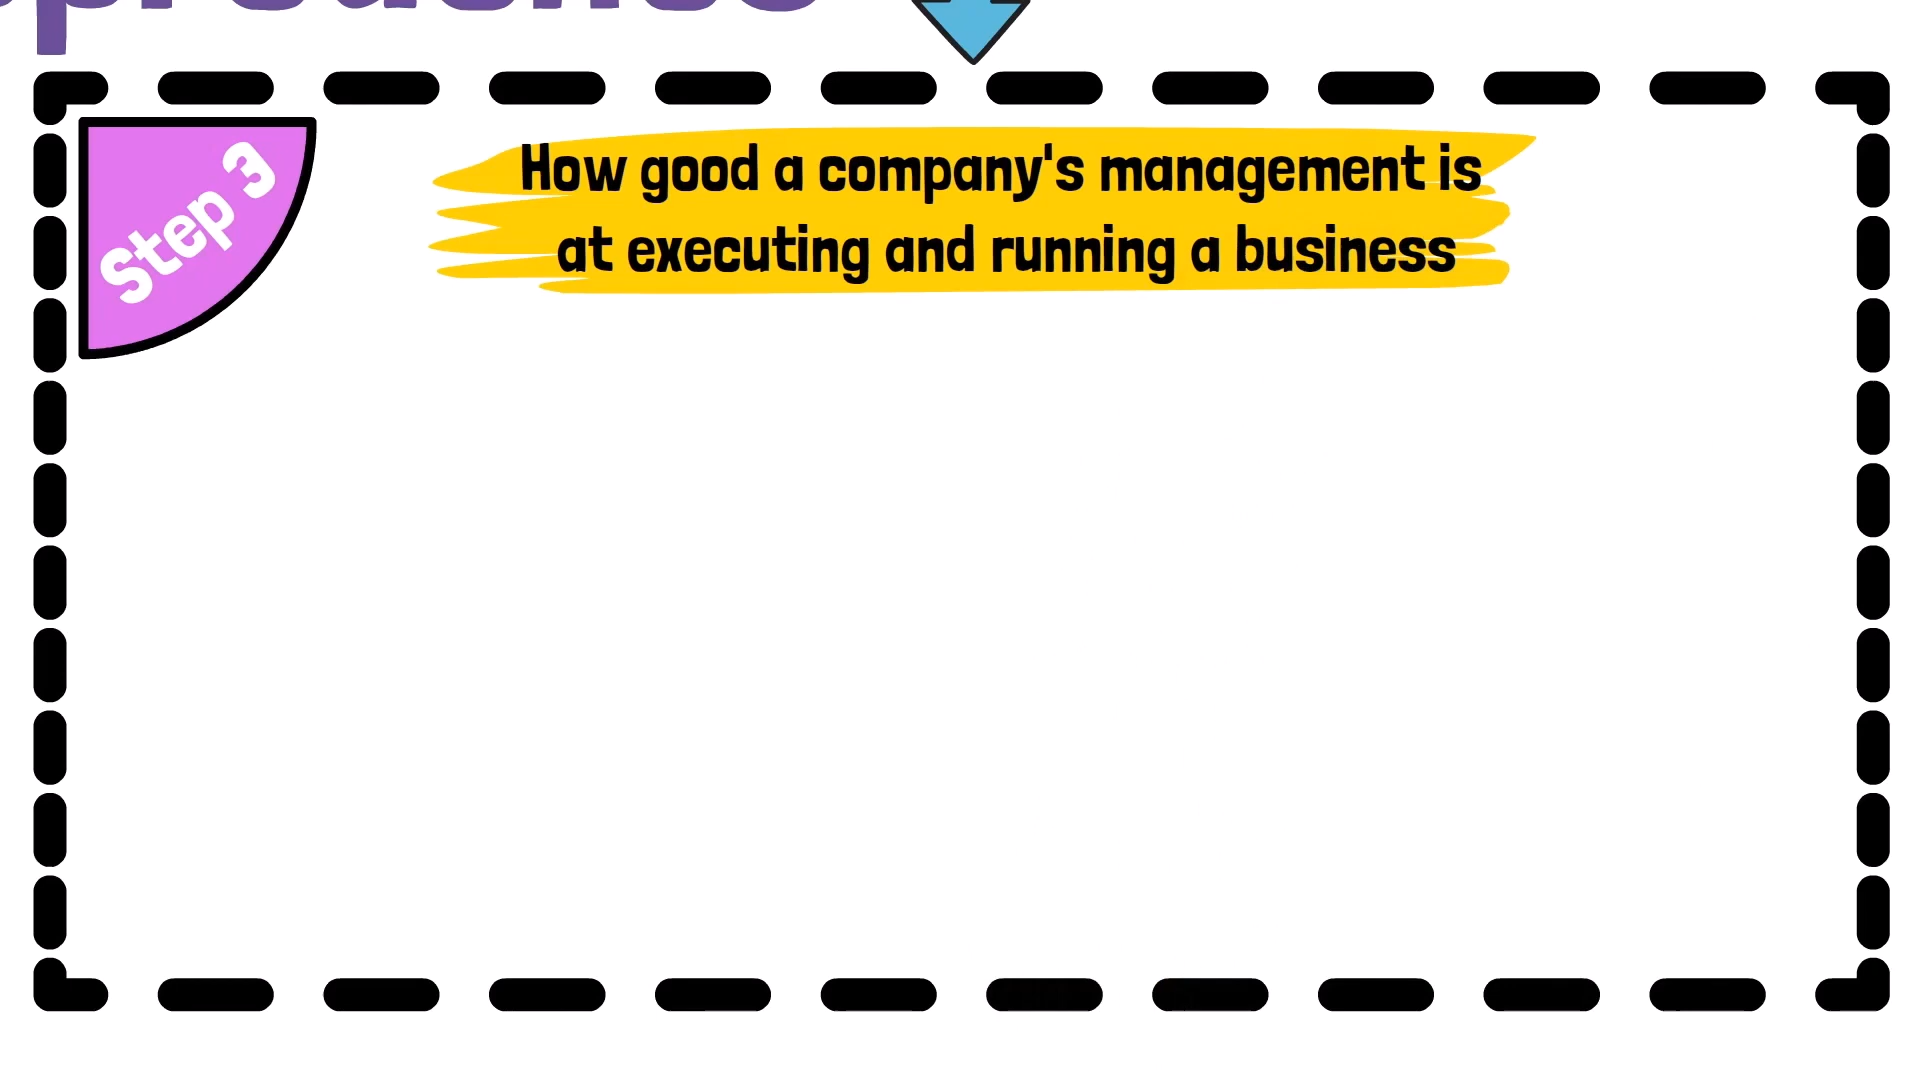 Step 3
How good a company's management is
at executing and running a business